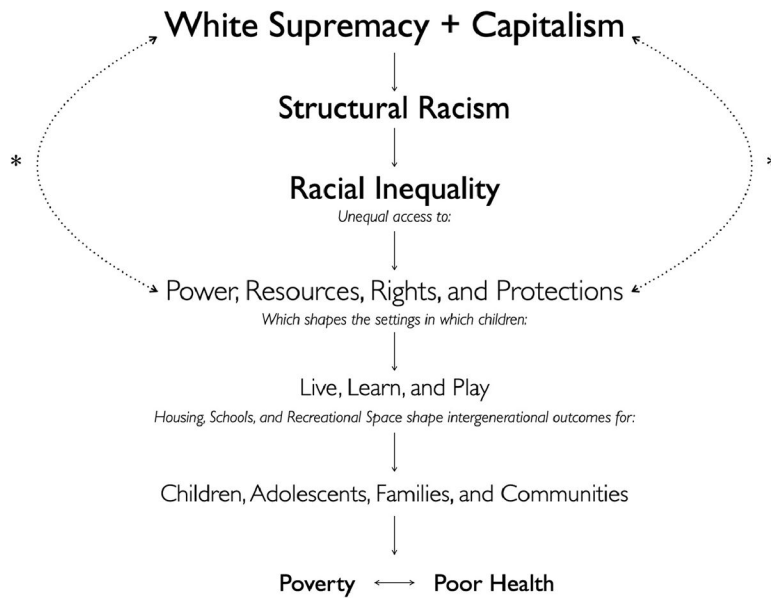 White Supremacy + Capitalism
Structural Racism
*
*
Racial Inequality
Unequal access to:
Power, Resources, Rights, and Protections
Which shapes the settings in which children:
Live, Learn, and Play
Housing, Schools, and Recreational Space shape intergenerational outcomes for:
Children, Adolescents, Families, and Communities
Poverty
Poor Health